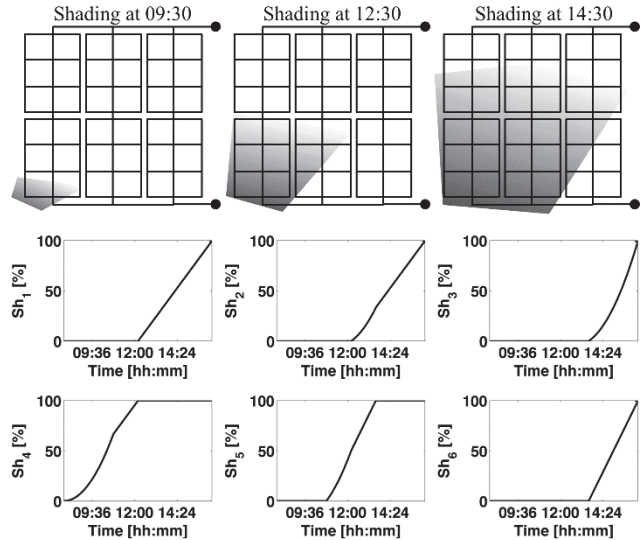 Shading at 09:30 Shading at 12:30 Shading at 14:30
100 100 100
Sh1 [%] Sh2 [%] Sh3 [%]
50 50 50
0 0 0
09:36 12:00 14:24 09:36 12:00 14:24 09:36 12:00 14:24
Time [hh:mm] Time [hh:mm] Time [hh:mm]
100 100 100
Sh4 [%] Sh5 [%] Sh6 [%]
50 50 50
0 0 0
09:36 12:00 14:24 09:36 12:00 14:24 09:36 12:00 14:24
Time [hh:mm] Time [hh:mm] Time [hh:mm]